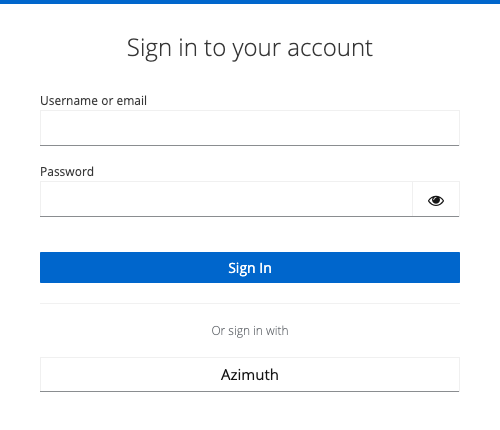 Sign in to your account
Username or email
Password
Sign In
Or sign in with
Azimuth